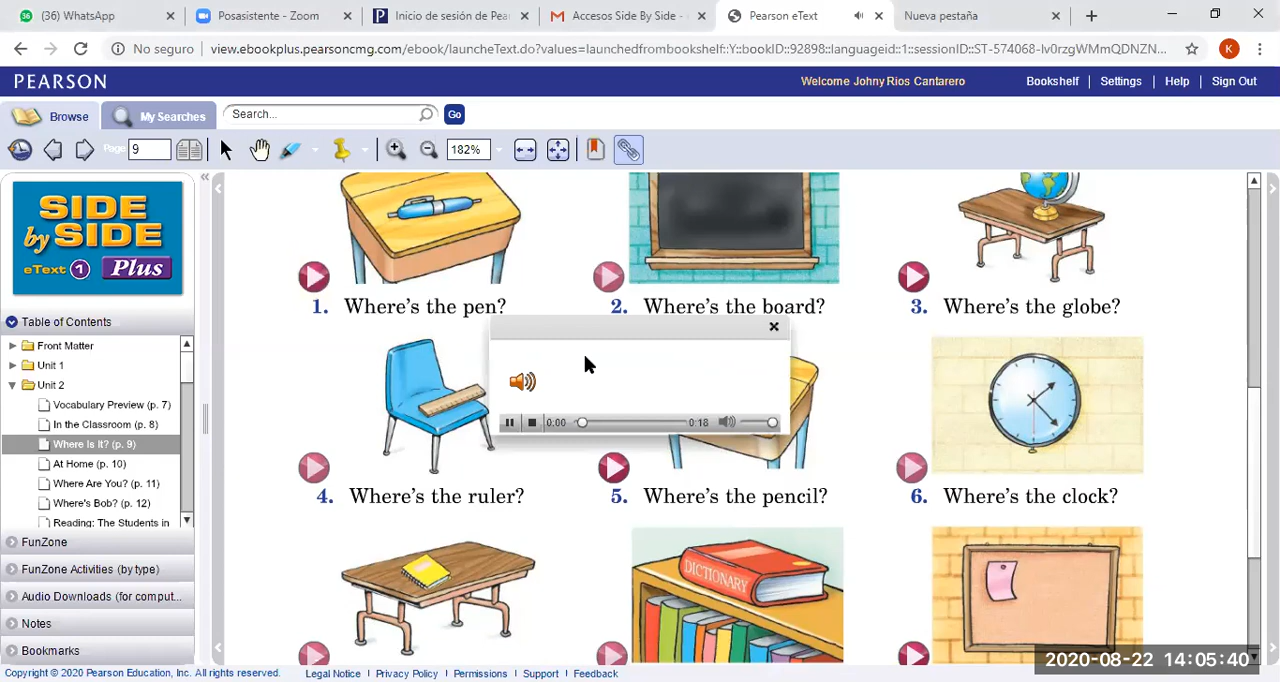 (36) WhatsApp
Posasistente - Zoom
Inicio de sesión de Pe
Accesos Side By Side -
Pearson eText
Nueva pestaña
No seguro
view.ebookplus.pearsoncmg.com/ebook/launcheText.do?values=launchedfrombookshelf::Y::bookID::92898::languageid::1::sessionID::ST-574068-lv0rzgWMmQDNZN...
K
PEARSON
Welcome Johny Rios Cantarero
Bookshelf | Settings | Help | Sign Out
Browse
My Searches
Search...
Go
Page 9
182%
SIDE
by SIDE
eText 1 Plus
Table of Contents
Front Matter
Unit 1
Unit 2
Vocabulary Preview (p. 7)
In the Classroom (p. 8)
Where Is It? (p. 9)
At Home (p. 10)
Where Are You? (p. 11)
Where's Bob? (p. 12)
Reading: The Students in
FunZone
FunZone Activities (by type)
Audio Downloads (for comput...
Notes
Bookmarks
1. Where's the pen?
2. Where's the board?
3. Where's the globe?
0:00
0:18
4. Where's the ruler?
5. Where's the pencil?
6. Where's the clock?
DICTIONARY
2020-08-22 14:05:40
Copyright © 2020 Pearson Education, Inc. All rights reserved.
Legal Notice | Privacy Policy | Permissions | Support | Feedback